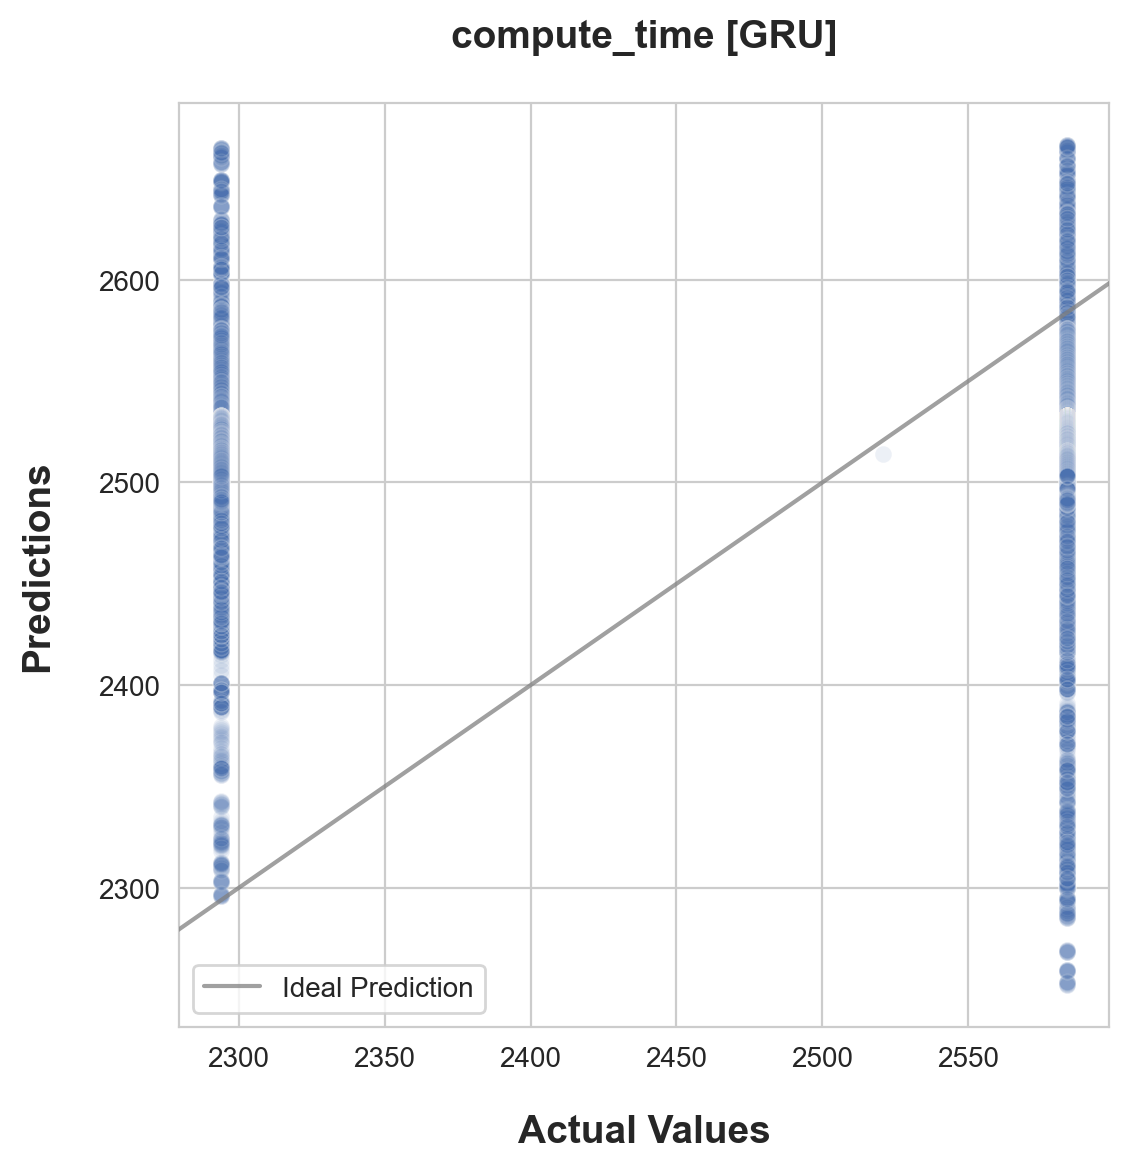 compute_time [GRU]
2600
2500
2400
2300
Predictions
Ideal Prediction
2300 2350 2400 2450 2500 2550
Actual Values